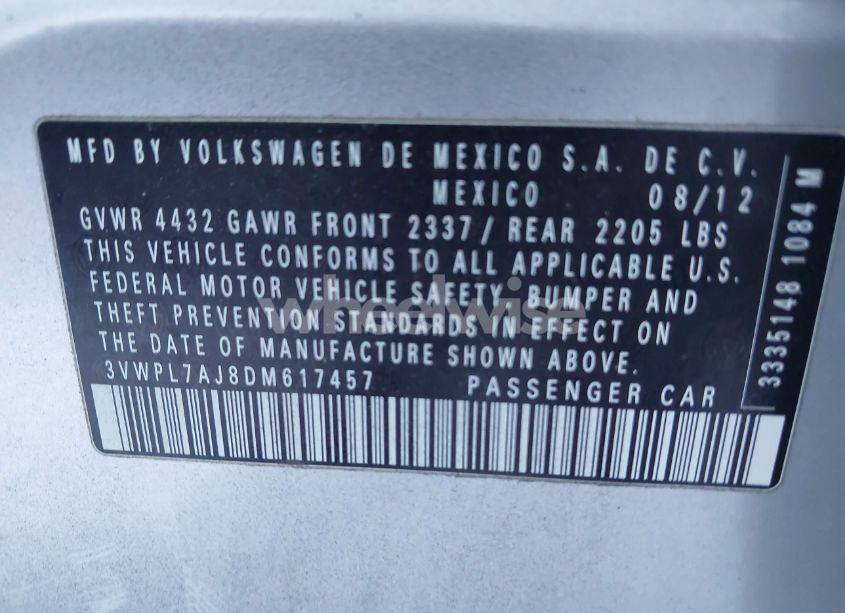 MFD BY VOLKSWAGEN DE MEXICO S.A. DE C.V.
MEXICO 08/12
GVWR 4432 GAWR FRONT 2337/ REAR 2205 LBS
THIS VEHICLE CONFORMS TO ALL APPLICABLE U.S.
FEDERAL MOTOR VEHICLE SAFETY, BUMPER AND
THEFT PREVENTION STANDARDS IN EFFECT ON
THE DATE OF MANUFACTURE SHOWN ABOVE.
3VWPL7AJ8DM617457 PASSENGER CAR
3335148 1084 M
wheelwise